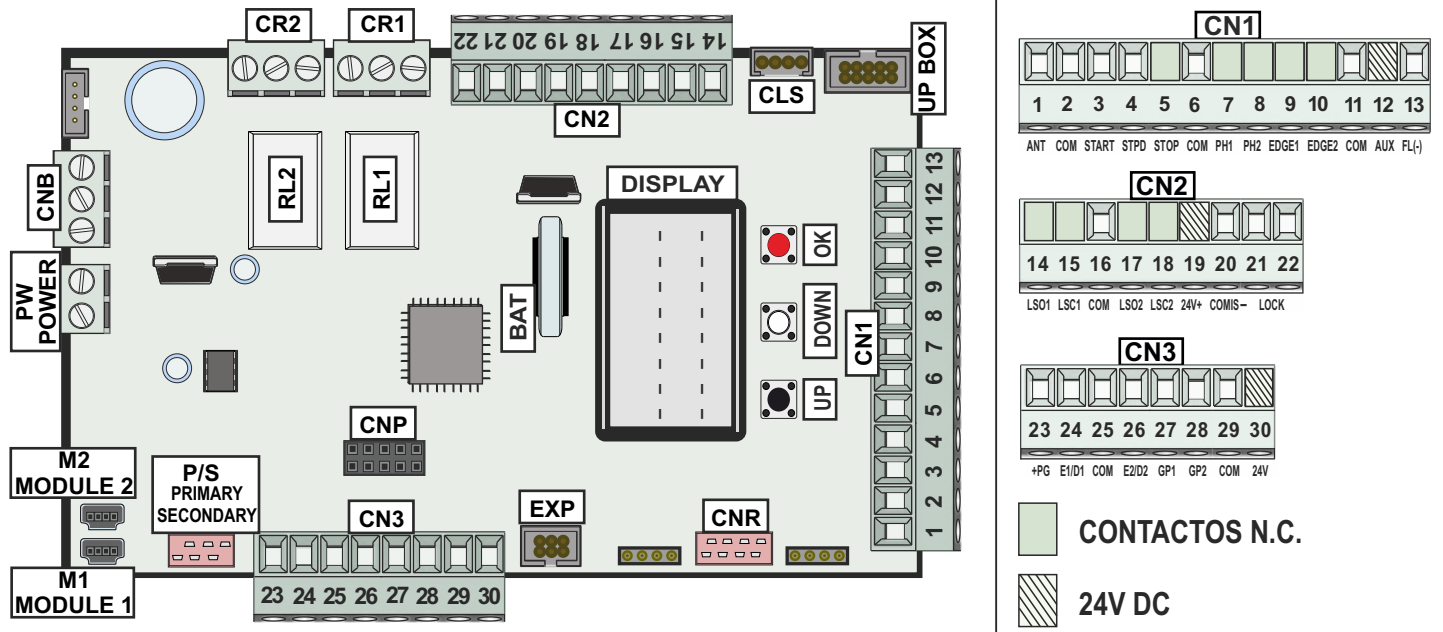 CR2
CR1
22 21 20 19 18 17 16 15 14
CN2
CLS
UP BOX
CNB
RL2
RL1
DISPLAY
OK
DOWN
UP
PW
POWER
BAT
CN1
13 12 11 10 9 8 7 6 5 4 3 2 1
CNP
M2
MODULE 2
P/S
PRIMARY
SECONDARY
CN3
EXP
CNR
M1
MODULE 1
23 24 25 26 27 28 29 30
CN1
1 2 3 4 5 6 7 8 9 10 11 12 13
ANT COM START STPD STOP COM PH1 PH2 EDGE1 EDGE2 COM AUX FL(-)
CN2
14 15 16 17 18 19 20 21 22
LSO1 LSC1 COM LSO2 LSC2 24V+ COMIS– LOCK
CN3
23 24 25 26 27 28 29 30
+PG E1/D1 COM E2/D2 GP1 GP2 COM 24V
CONTACTOS N.C.
24V DC